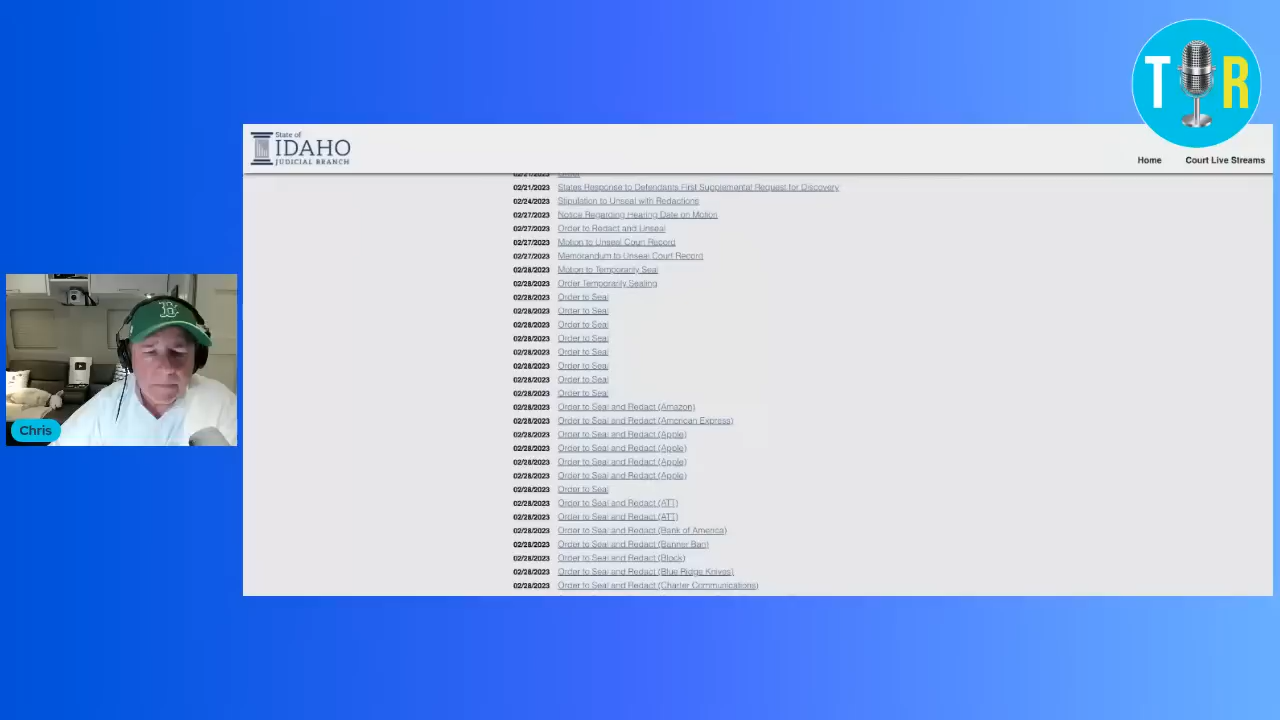 T R
State of
IDAHO
JUDICIAL BRANCH
Home
Court Live Streams
02/21/2023 Order
02/21/2023 States Response to Defendants First Supplemental Request for Discovery
02/24/2023 Stipulation to Unseal with Redactions
02/27/2023 Notice Regarding Hearing Date on Motion
02/27/2023 Order to Redact and Unseal
02/27/2023 Motion to Unseal Court Record
02/27/2023 Memorandum to Unseal Court Record
02/28/2023 Motion to Temporarily Seal
02/28/2023 Order Temporarily Sealing
02/28/2023 Order to Seal
02/28/2023 Order to Seal
02/28/2023 Order to Seal
02/28/2023 Order to Seal
02/28/2023 Order to Seal
02/28/2023 Order to Seal
02/28/2023 Order to Seal
02/28/2023 Order to Seal
02/28/2023 Order to Seal and Redact (Amazon)
02/28/2023 Order to Seal and Redact (American Express)
02/28/2023 Order to Seal and Redact (Apple)
02/28/2023 Order to Seal and Redact (Apple)
02/28/2023 Order to Seal and Redact (Apple)
02/28/2023 Order to Seal and Redact (Apple)
02/28/2023 Order to Seal
02/28/2023 Order to Seal and Redact (ATT)
02/28/2023 Order to Seal and Redact (ATT)
02/28/2023 Order to Seal and Redact (Bank of America)
02/28/2023 Order to Seal and Redact (Banner Ban)
02/28/2023 Order to Seal and Redact (Block)
02/28/2023 Order to Seal and Redact (Blue Ridge Knives)
02/28/2023 Order to Seal and Redact (Charter Communications)
B
Chris